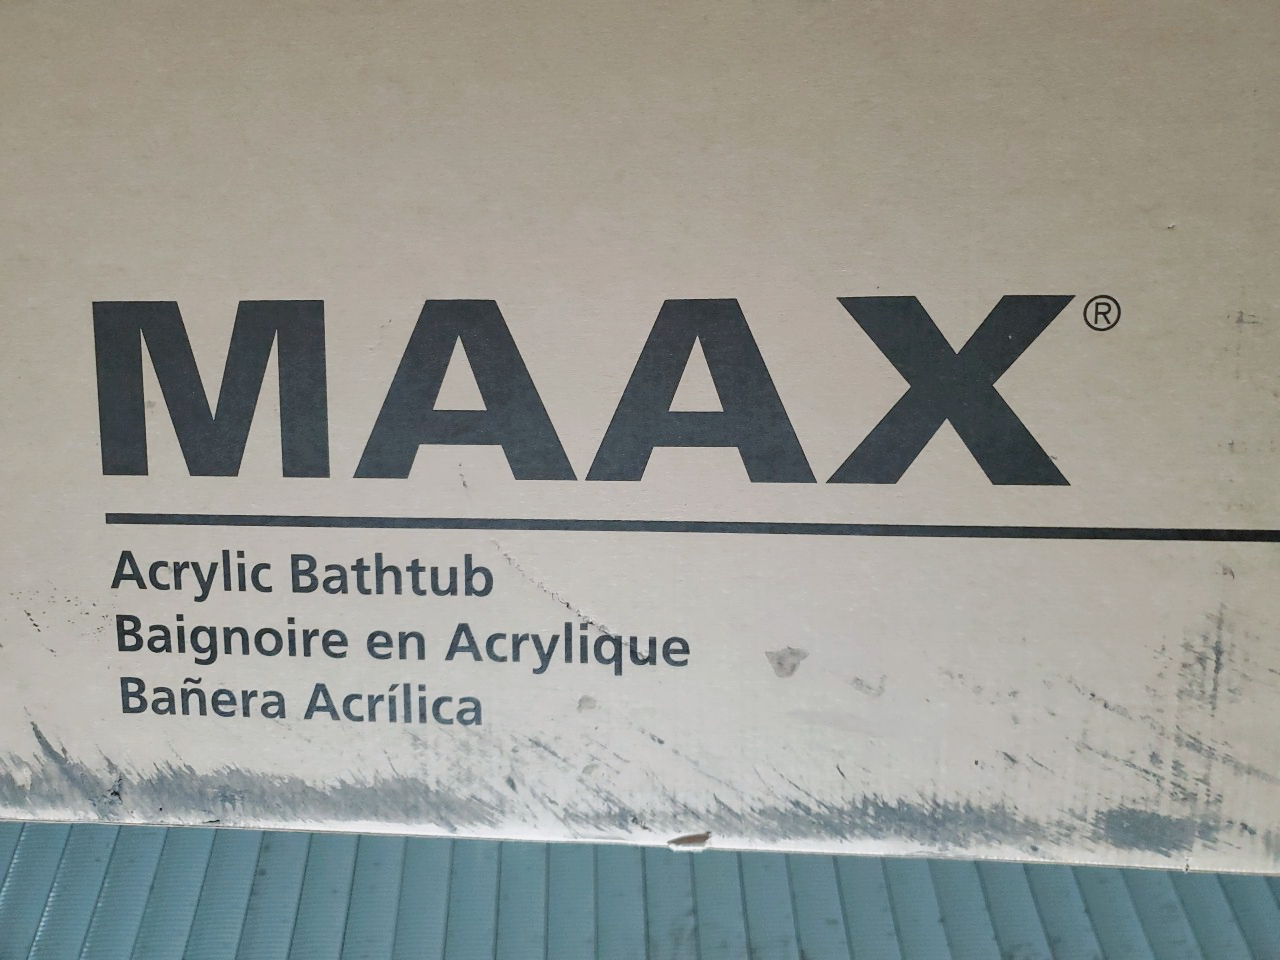 MAAX®
Acrylic Bathtub
Baignoire en Acrylique
Bañera Acrílica